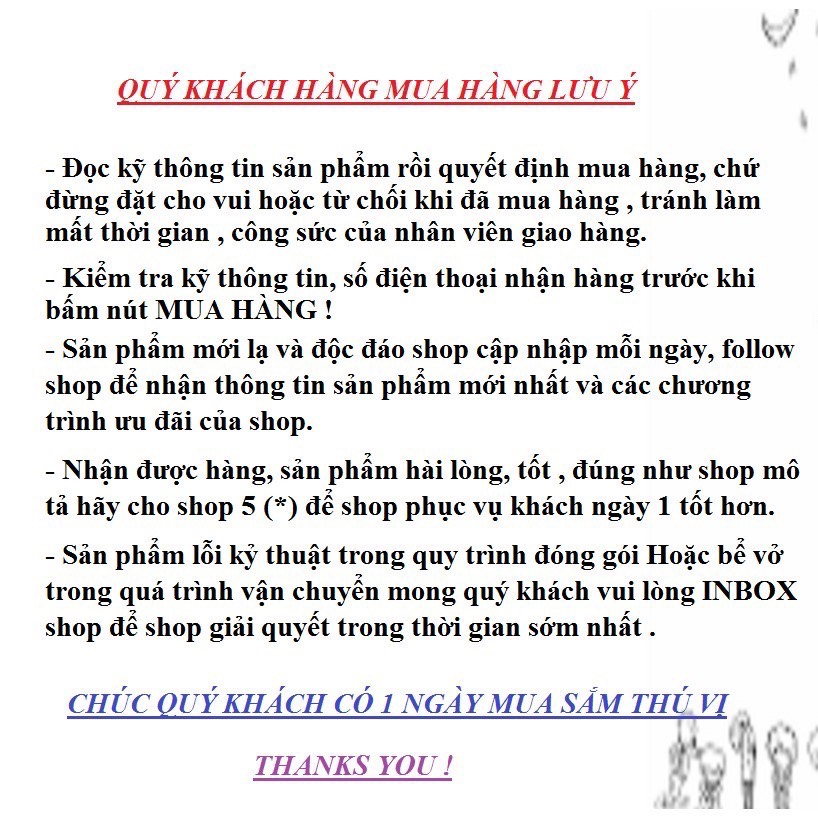 QUÝ KHÁCH HÀNG MUA HÀNG LƯU Ý
- Đọc kỹ thông tin sản phẩm rồi quyết định mua hàng, chứ
đừng đặt cho vui hoặc từ chối khi đã mua hàng , tránh làm
mất thời gian , công sức của nhân viên giao hàng.
- Kiểm tra kỹ thông tin, số điện thoại nhận hàng trước khi
bấm nút MUA HÀNG !
- Sản phẩm mới lạ và độc đáo shop cập nhập mỗi ngày, follow
shop để nhận thông tin sản phẩm mới nhất và các chương
trình ưu đãi của shop.
- Nhận được hàng, sản phẩm hài lòng, tốt , đúng như shop mô
tả hãy cho shop 5 (*) để shop phục vụ khách ngày 1 tốt hơn.
- Sản phẩm lỗi kỷ thuật trong quy trình đóng gói Hoặc bể vở
trong quá trình vận chuyển mong quý khách vui lòng INBOX
shop để shop giải quyết trong thời gian sớm nhất .
CHÚC QUÝ KHÁCH CÓ 1 NGÀY MUA SẮM THÚ VỊ
THANKS YOU !